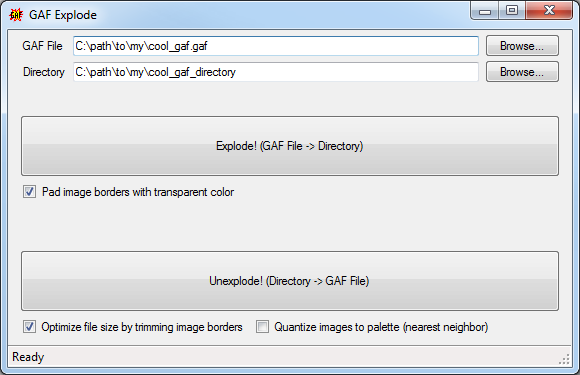 GAF Explode
GAF File C:\path\to\my\cool_gaf.gaf Browse...
Directory C:\path\to\my\cool_gaf_directory Browse...
Explode! (GAF File -> Directory)
Pad image borders with transparent color
Unexplode! (Directory -> GAF File)
Optimize file size by trimming image borders Quantize images to palette (nearest neighbor)
Ready